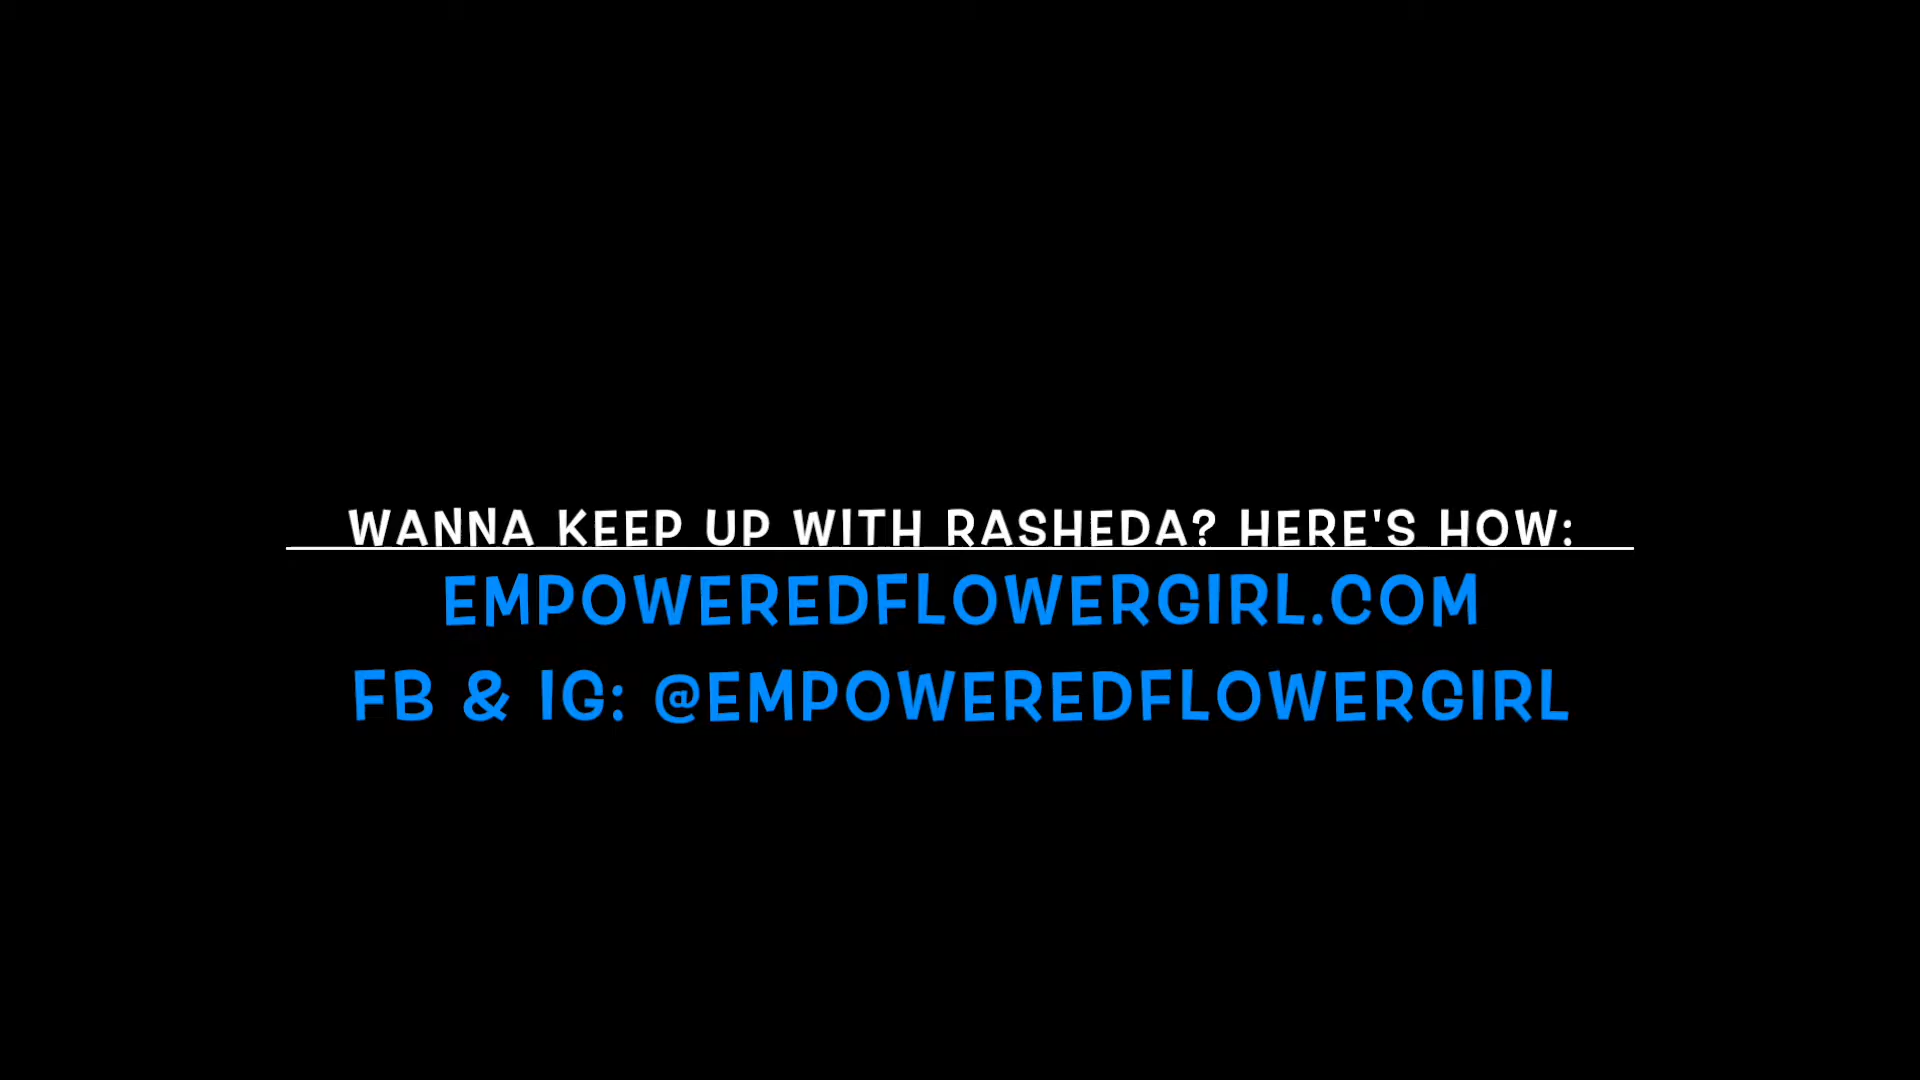 WANNA KEEP UP WITH RASHEDA? HERE'S HOW:
EMPOWEREDFLOWERGIRL.COM
FB & IG: @EMPOWEREDFLOWERGIRL